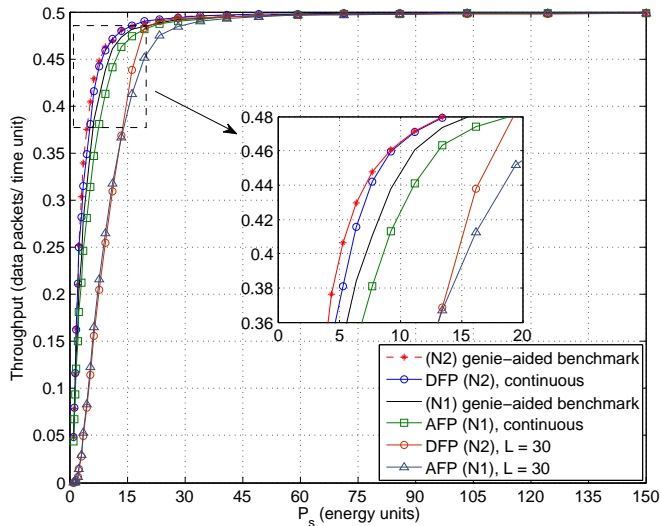 0.5
0.45
0.4
0.35
0.3
0.25
0.2
0.15
0.1
0.05
0
Throughput (data packets/ time unit)
0.48
0.46
0.44
0.42
0.4
0.38
0.36
0 5 10 15 20
(N2) genie-aided benchmark
DFP (N2), continuous
(N1) genie-aided benchmark
AFP (N1), continuous
DFP (N2), L = 30
AFP (N1), L = 30
0 15 30 45 60 75 90 105 120 135 150
Ps (energy units)